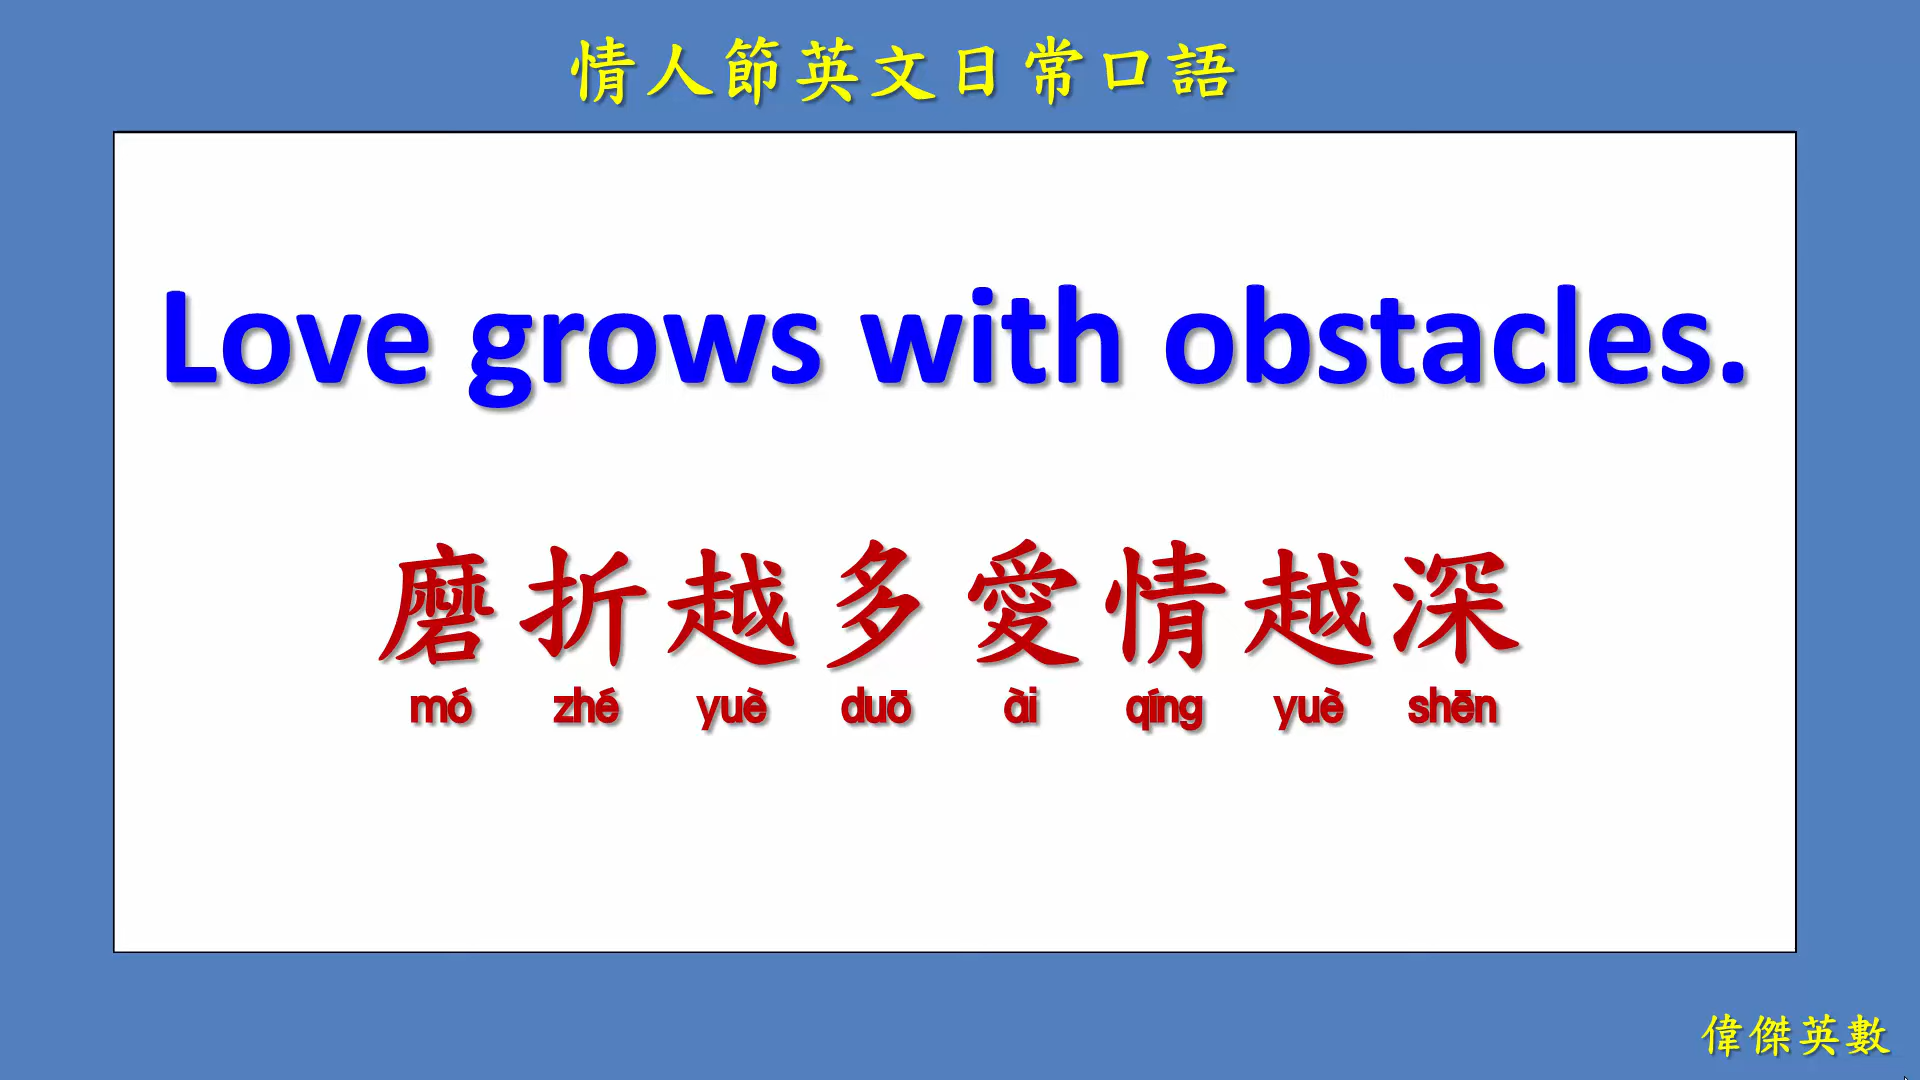 情人節英文日常口語
Love grows with obstacles.
磨折越多愛情越深
mó zhé yuè duō ài qíng yuè shēn
偉傑英數